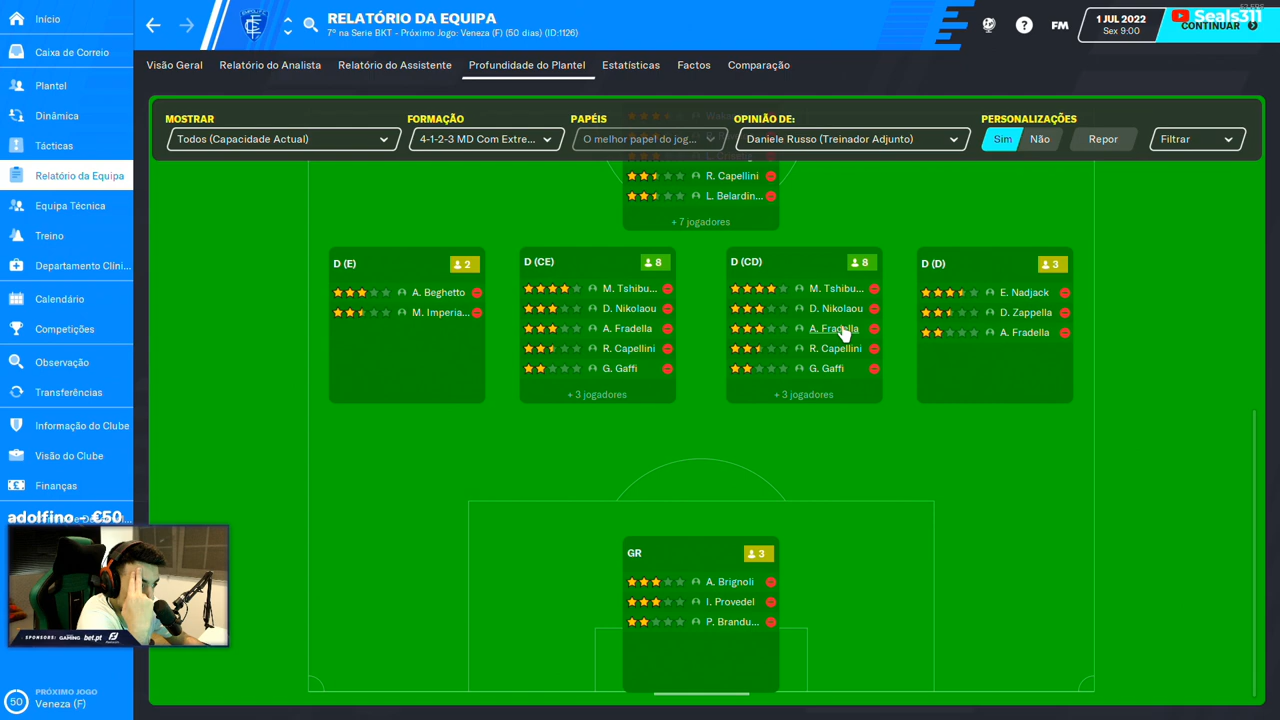 Início
Caixa de Correio
Plantel
Dinâmica
Tácticas
Relatório da Equipa
Equipa Técnica
Treino
Departamento Clíni...
Calendário
Competições
Observação
Transferências
Informação do Clube
Visão do Clube
Finanças
adolfino - €50
SPONSORS: GAMING bet.pt
50
PRÓXIMO JOGO
Veneza (F)
RELATÓRIO DA EQUIPA
7º na Serie BKT - Próximo Jogo: Veneza (F) (50 dias) (ID:1126)
FM
1 JUL 2022
Sex 9:00
Seals311
CONTINUAR
Visão Geral
Relatório do Analista
Relatório do Assistente
Profundidade do Plantel
Estatísticas
Factos
Comparação
MOSTRAR
Todos (Capacidade Actual)
FORMAÇÃO
4-1-2-3 MD Com Extre...
PAPÉIS
O melhor papel do jog...
OPINIÃO DE:
Daniele Russo (Treinador Adjunto)
PERSONALIZAÇÕES
Sim
Não
Repor
Filtrar
R. Capellini
L. Belardin...
+ 7 jogadores
D (E)
2
A. Beghetto
M. Imperia...
D (CE)
8
M. Tshibu...
D. Nikolaou
A. Fradella
R. Capellini
G. Gaffi
+ 3 jogadores
D (CD)
8
M. Tshibu...
D. Nikolaou
A. Fradella
R. Capellini
G. Gaffi
+ 3 jogadores
D (D)
3
E. Nadjack
D. Zappella
A. Fradella
GR
3
A. Brignoli
I. Provedel
P. Brandu...